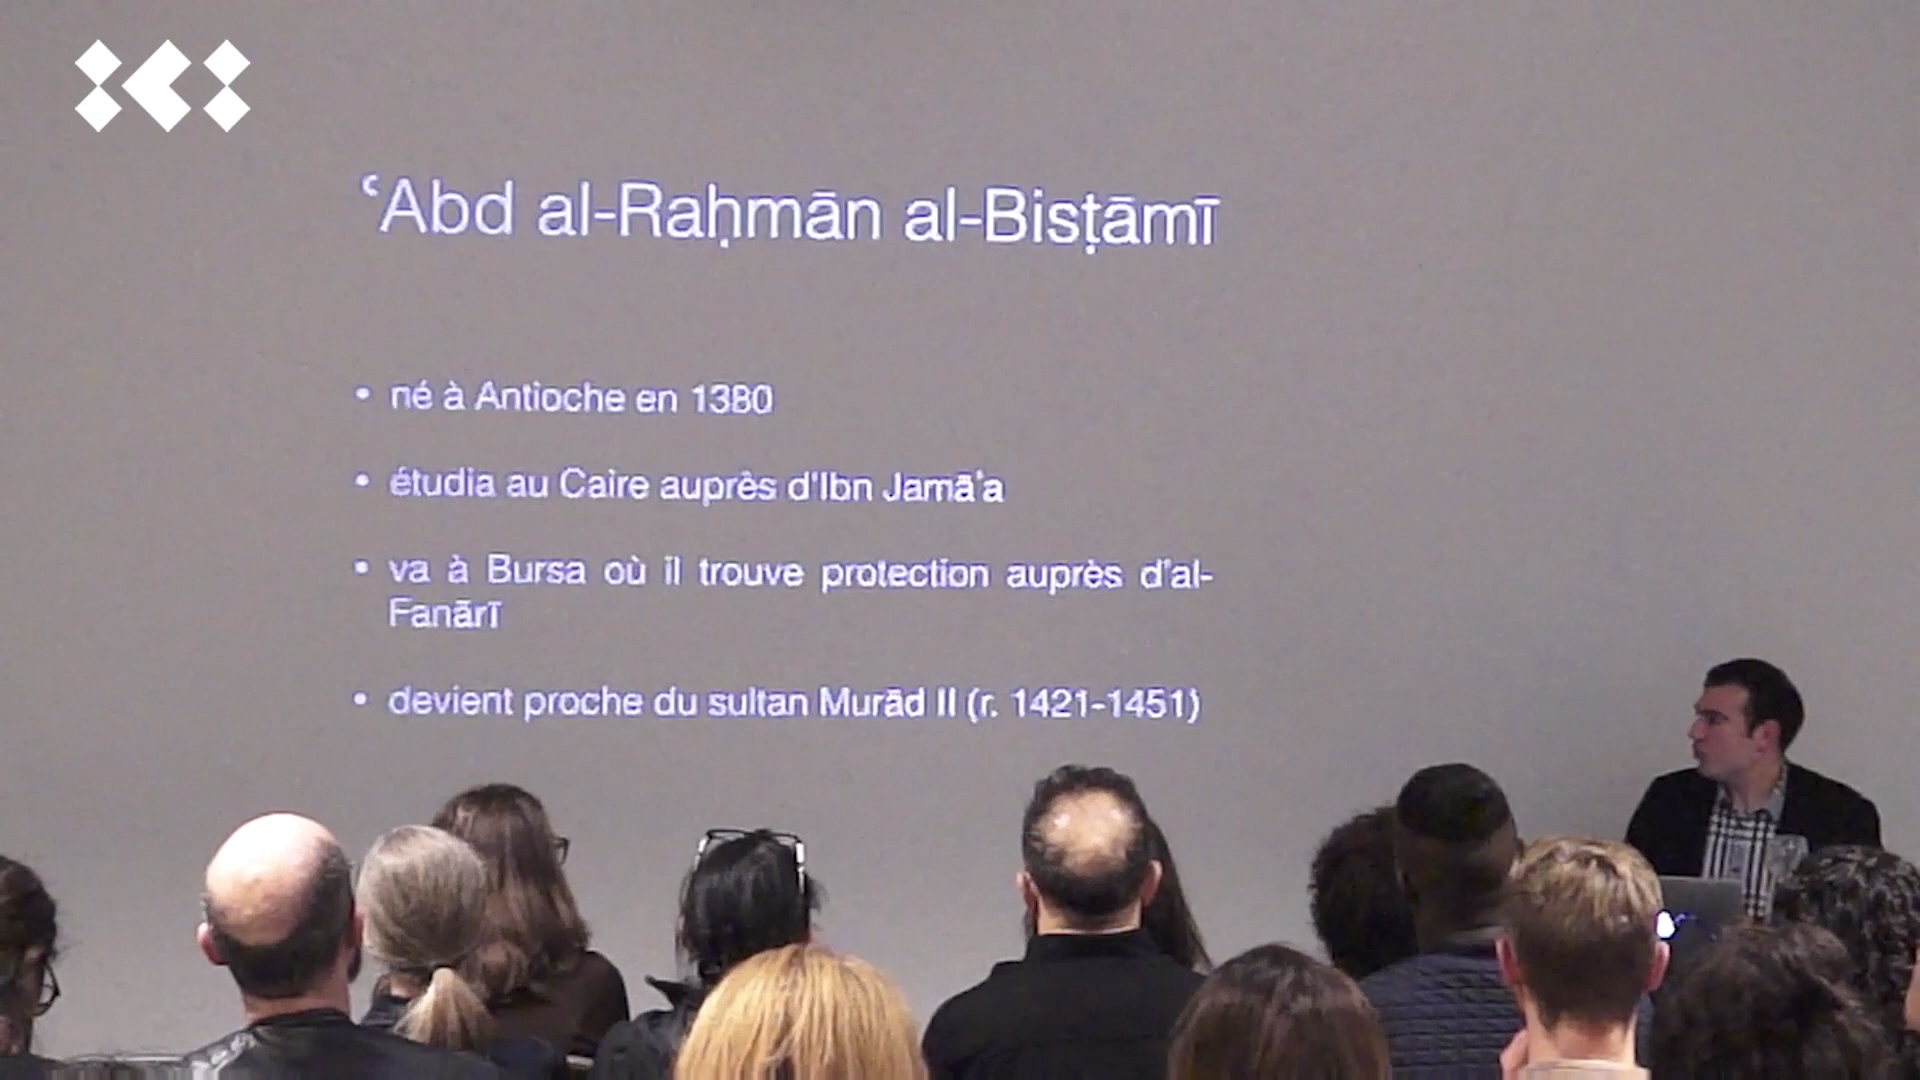 ʿAbd al-Raḥmān al-Bisṭāmī
• né à Antioche en 1380
• étudia au Caire auprès d'Ibn Jamā'a
• va à Bursa où il trouve protection auprès d'al-
Fanārī
• devient proche du sultan Murād II (r. 1421-1451)